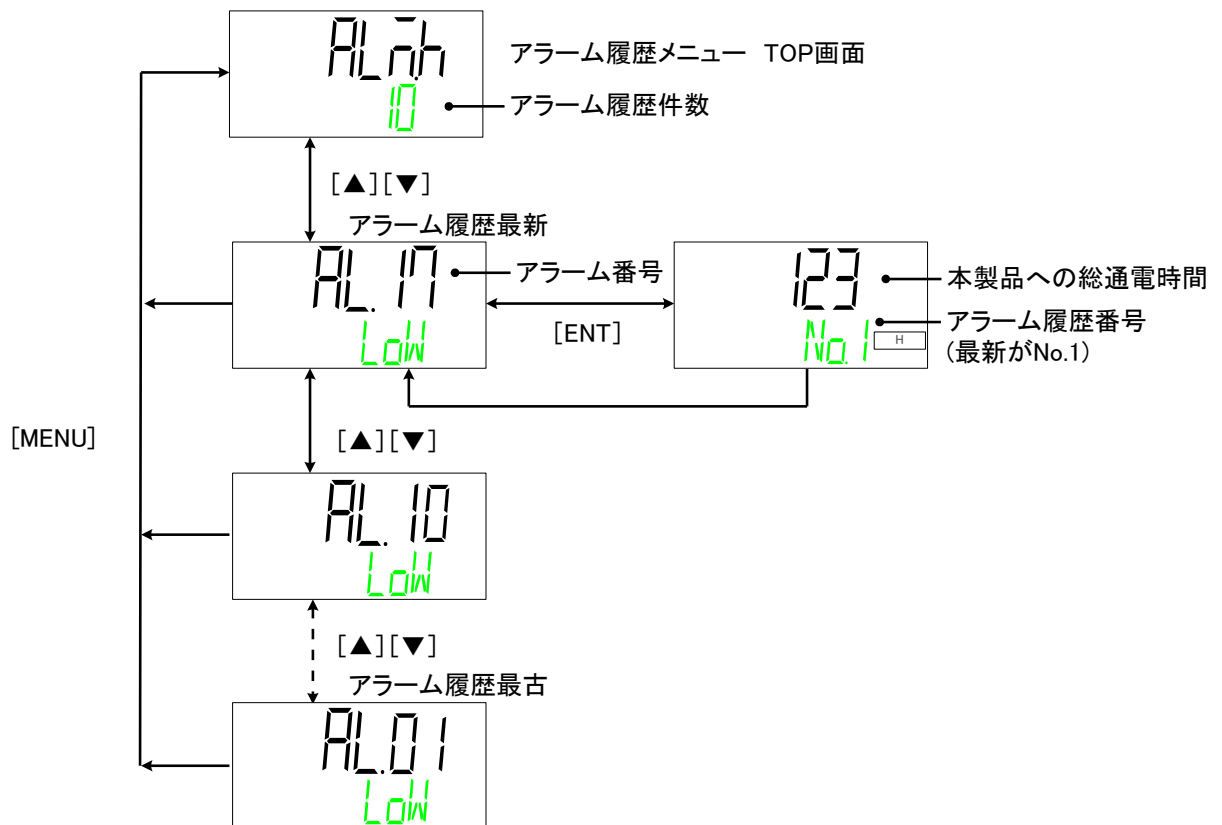 ALM.h
アラーム履歴メニュー TOP画面
10
アラーム履歴件数
[▲][▼]
アラーム履歴最新
AL. 17
アラーム番号
LoW
[ENT]
123
本製品への総通電時間
No.1
H
アラーム履歴番号
(最新がNo.1)
[MENU]
[▲][▼]
AL. 10
LoW
[▲][▼]
アラーム履歴最古
AL.01
LoW